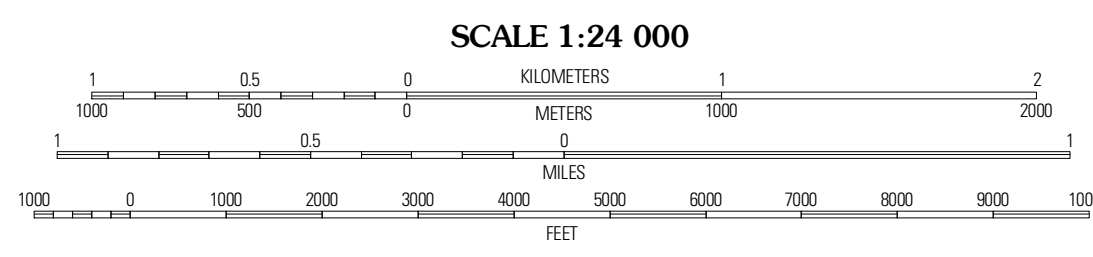 SCALE 1:24 000
1 0.5 0 KILOMETERS 1 2
1000 500 0 METERS 1000 2000
1 0.5 0 1
MILES
1000 0 1000 2000 3000 4000 5000 6000 7000 8000 9000 100
FEET